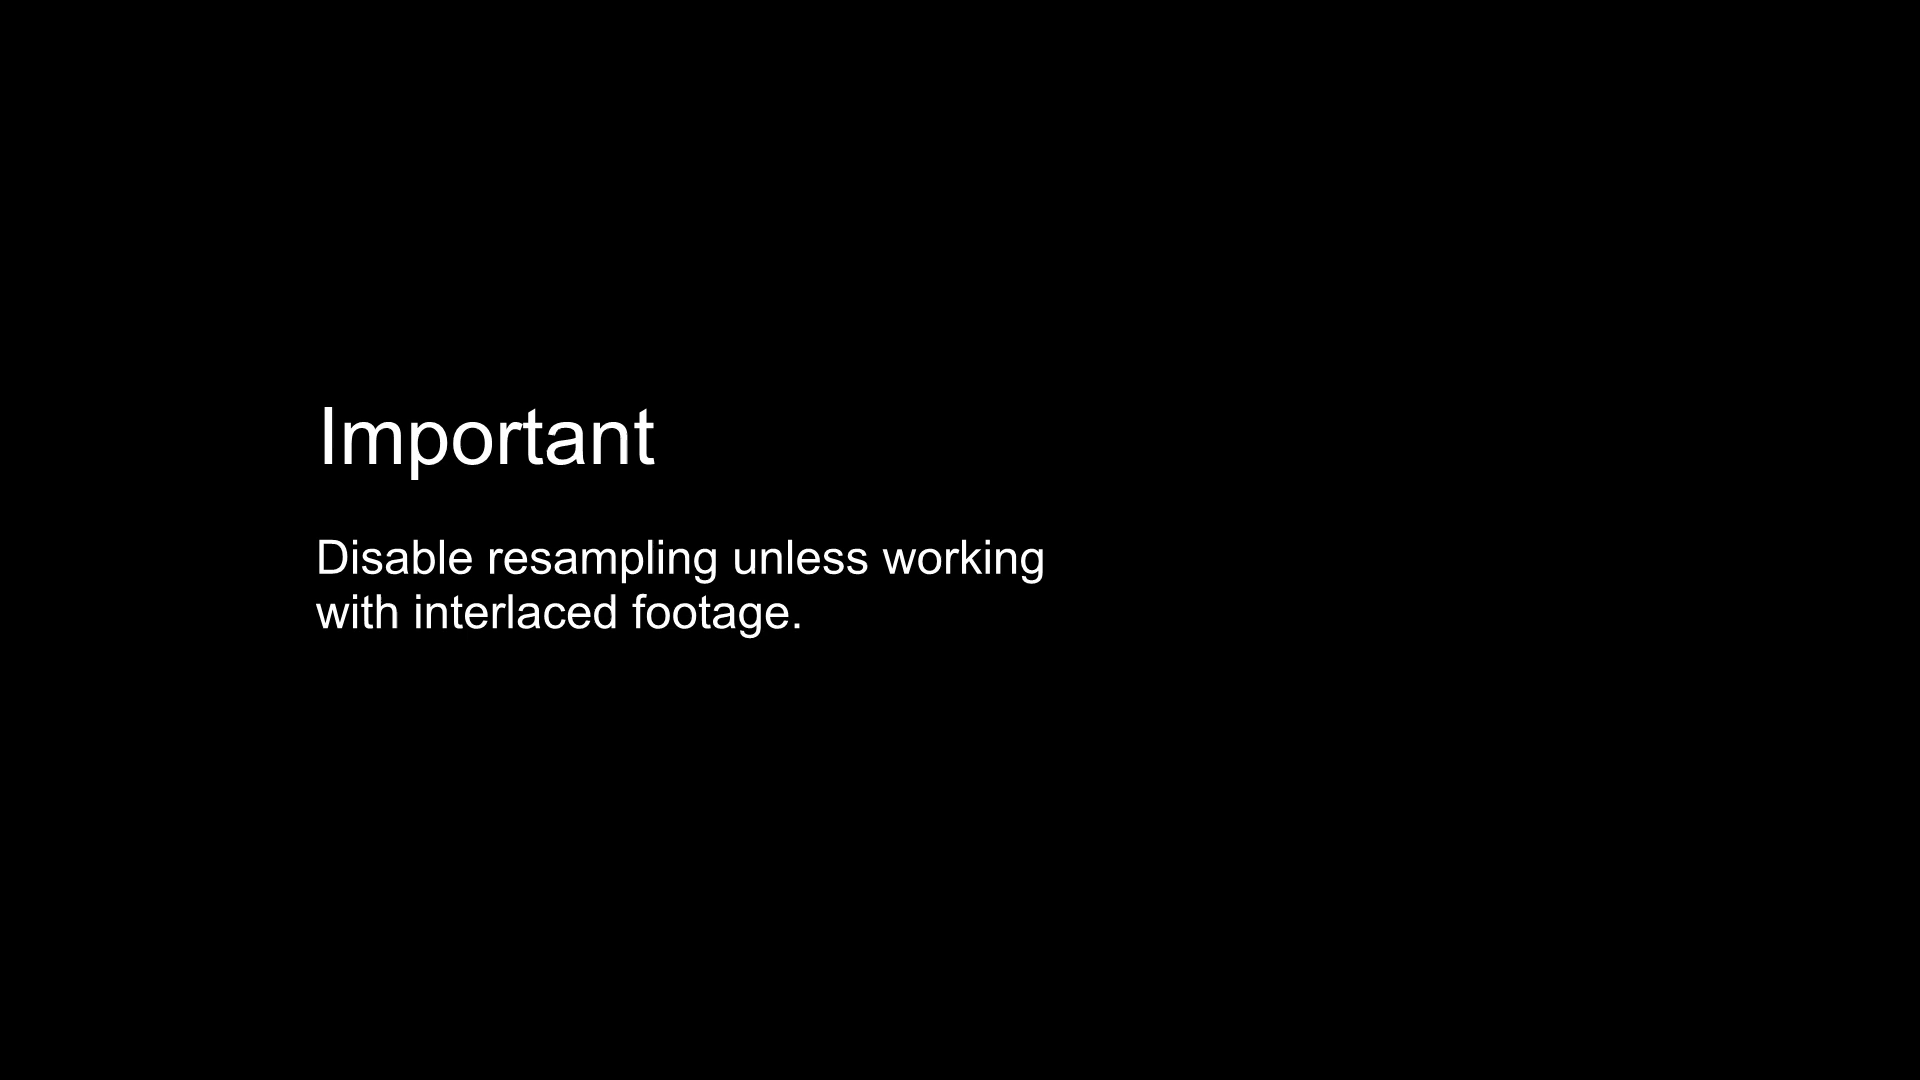 Important
Disable resampling unless working
with interlaced footage.